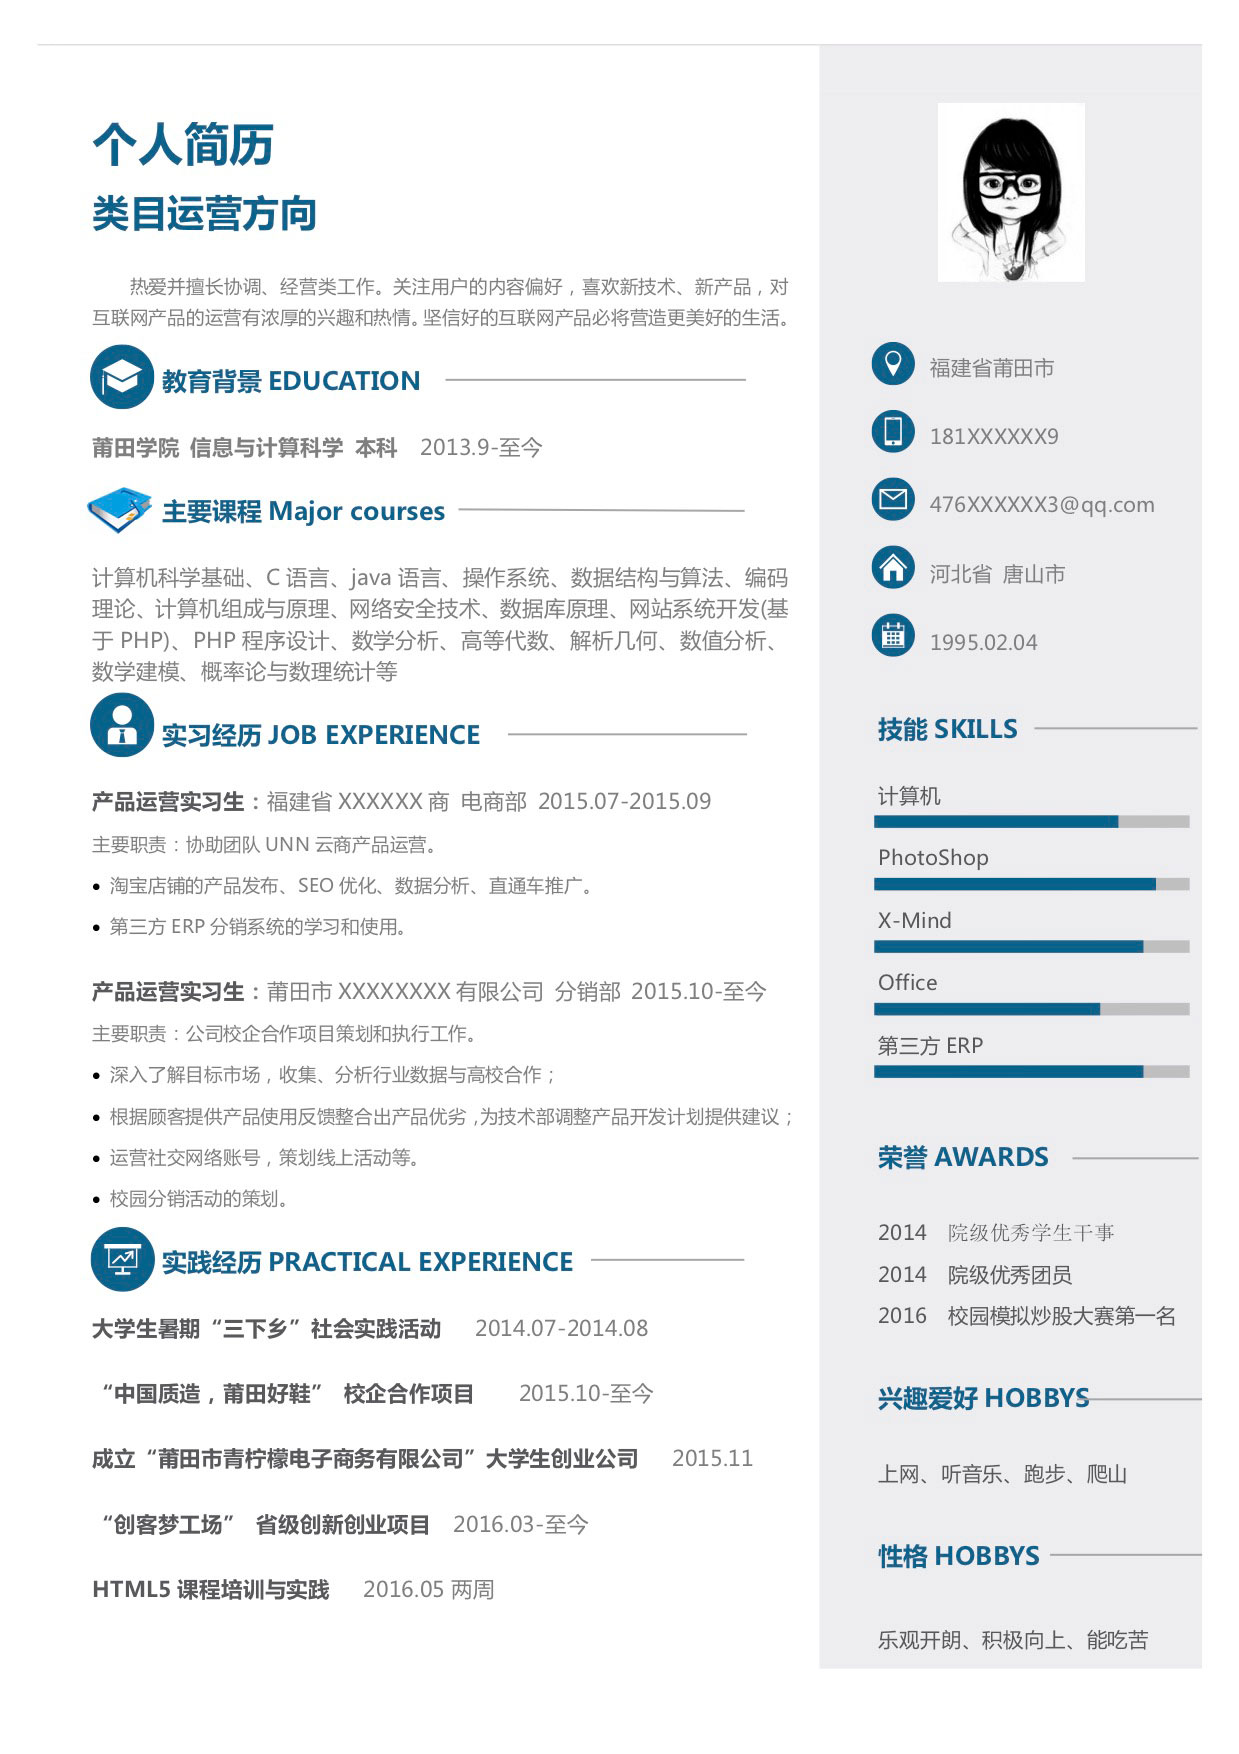 个人简历
类目运营方向
热爱并擅长协调、经营类工作。关注用户的内容偏好，喜欢新技术、新产品，对
互联网产品的运营有浓厚的兴趣和热情。坚信好的互联网产品必将营造更美好的生活。
教育背景 EDUCATION
莆田学院 信息与计算科学 本科 2013.9-至今
主要课程 Major courses
计算机科学基础、C 语言、java 语言、操作系统、数据结构与算法、编码
理论、计算机组成与原理、网络安全技术、数据库原理、网站系统开发(基
于 PHP)、PHP 程序设计、数学分析、高等代数、解析几何、数值分析、
数学建模、概率论与数理统计等
实习经历 JOB EXPERIENCE
产品运营实习生：福建省 XXXXXX 商 电商部 2015.07-2015.09
主要职责：协助团队 UNN 云商产品运营。
• 淘宝店铺的产品发布、SEO 优化、数据分析、直通车推广。
• 第三方 ERP 分销系统的学习和使用。
产品运营实习生：莆田市 XXXXXXXX 有限公司 分销部 2015.10-至今
主要职责：公司校企合作项目策划和执行工作。
• 深入了解目标市场，收集、分析行业数据与高校合作；
• 根据顾客提供产品使用反馈整合出产品优劣，为技术部调整产品开发计划提供建议；
• 运营社交网络账号，策划线上活动等。
• 校园分销活动的策划。
实践经历 PRACTICAL EXPERIENCE
大学生暑期“三下乡”社会实践活动 2014.07-2014.08
“中国质造，莆田好鞋” 校企合作项目 2015.10-至今
成立“莆田市青柠檬电子商务有限公司”大学生创业公司 2015.11
“创客梦工场” 省级创新创业项目 2016.03-至今
HTML5 课程培训与实践 2016.05 两周
福建省莆田市
181XXXXXX9
476XXXXXX3@qq.com
河北省 唐山市
1995.02.04
技能 SKILLS
计算机
PhotoShop
X-Mind
Office
第三方 ERP
荣誉 AWARDS
2014 院级优秀学生干事
2014 院级优秀团员
2016 校园模拟炒股大赛第一名
兴趣爱好 HOBBYS
上网、听音乐、跑步、爬山
性格 HOBBYS
乐观开朗、积极向上、能吃苦